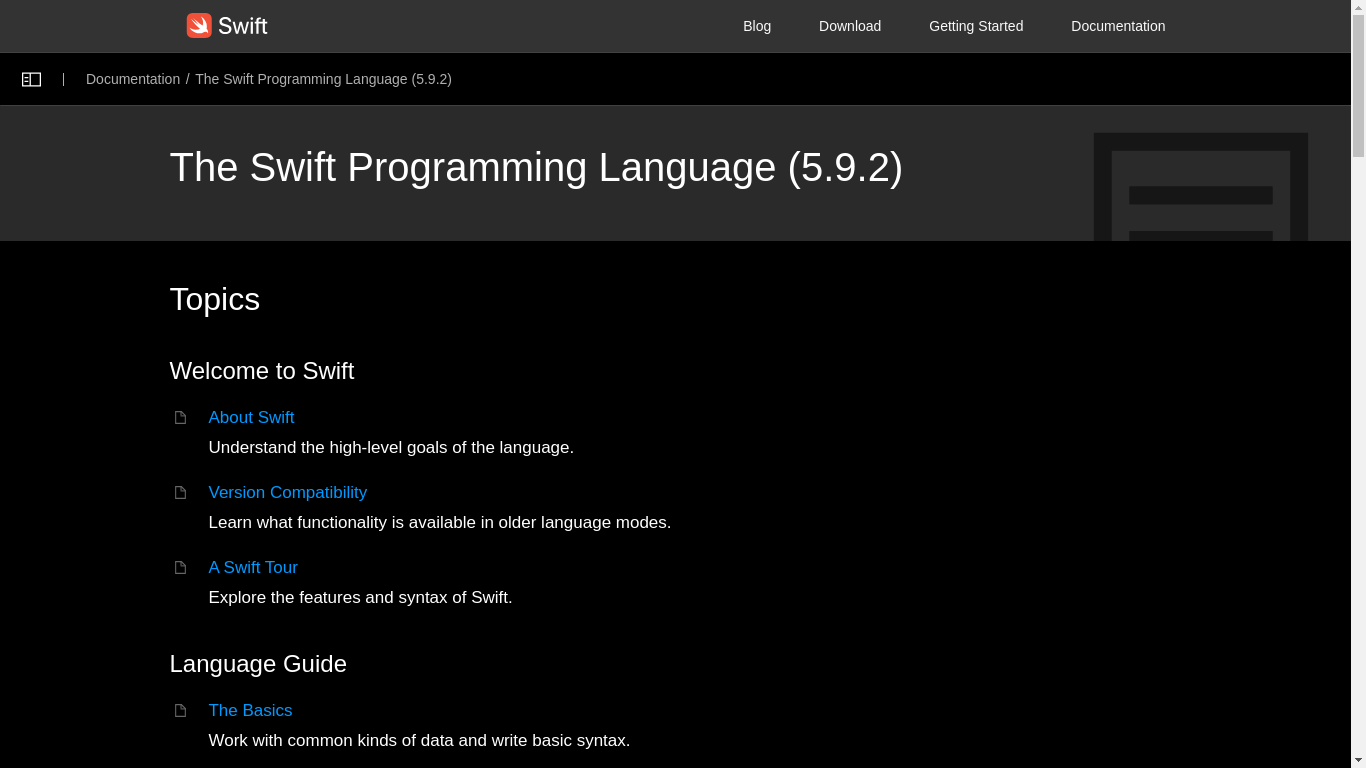 Swift
Blog
Download
Getting Started
Documentation
Documentation / The Swift Programming Language (5.9.2)
The Swift Programming Language (5.9.2)
Topics
Welcome to Swift
About Swift
Understand the high-level goals of the language.
Version Compatibility
Learn what functionality is available in older language modes.
A Swift Tour
Explore the features and syntax of Swift.
Language Guide
The Basics
Work with common kinds of data and write basic syntax.